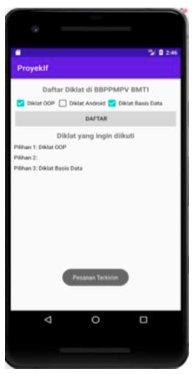 2:46
ProyekIf
Daftar Diklat di BBPPMPV BMTI
Diklat OOP Diklat Android Diklat Basis Data
DAFTAR
Diklat yang ingin diikuti
Pilihan 1: Diklat OOP
Pilihan 2:
Pilihan 3: Diklat Basis Data
Pesanan Terkirim